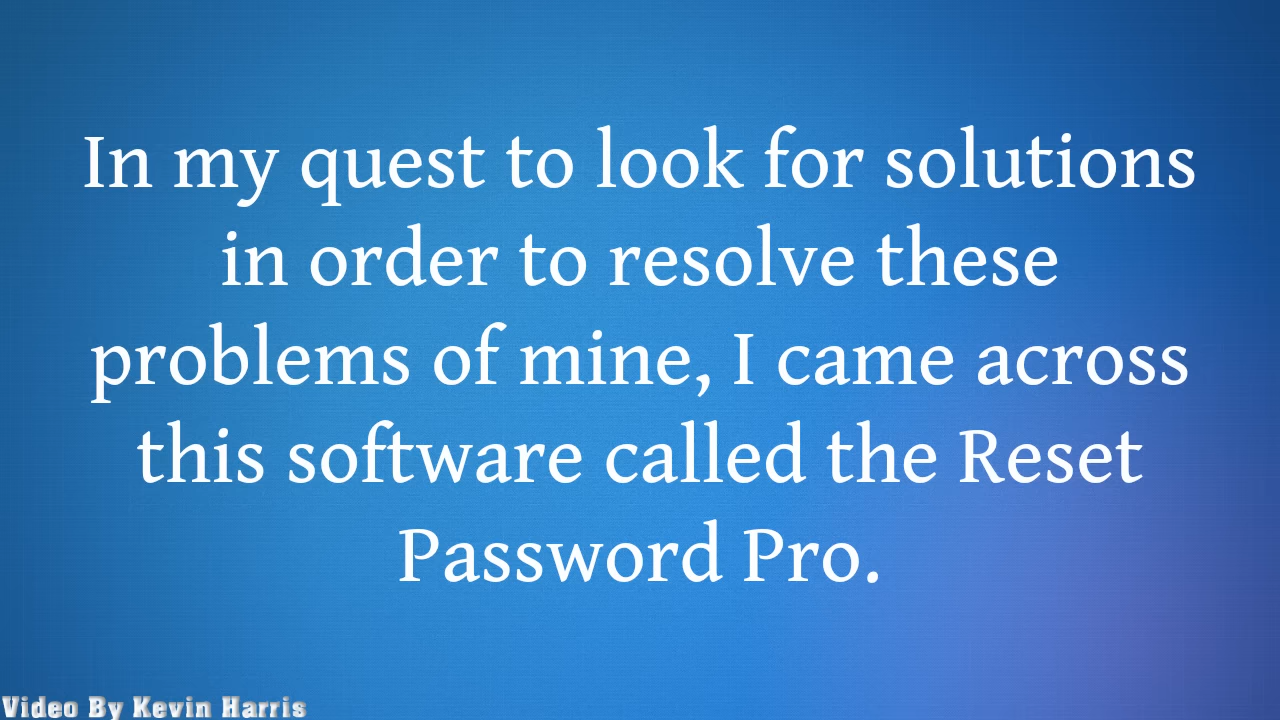 In my quest to look for solutions
in order to resolve these
problems of mine, I came across
this software called the Reset
Password Pro.
Video By Kevin Harris